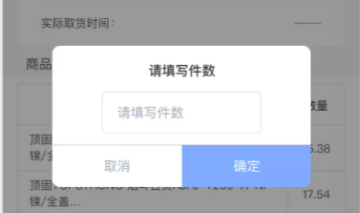 实际取货时间：
商品
请填写件数
请填写件数
数量
顶固
5.38
镍/全
取消
确定
顶固
镍/全盖...
17.54